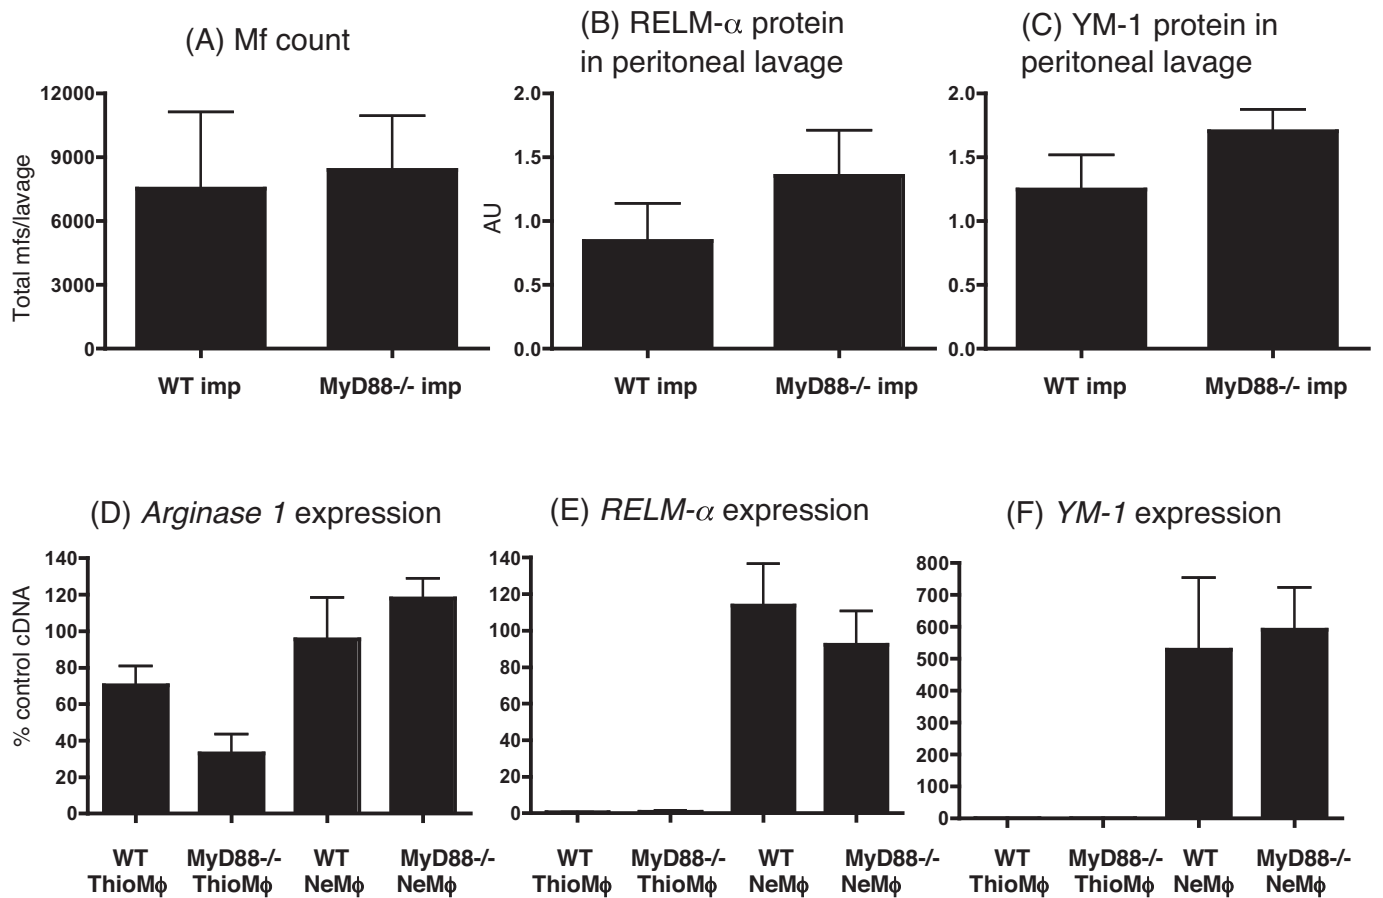 (A) Mf count
Total mfs/lavage
12000
9000
6000
3000
0
WT imp
MyD88-/- imp
(B) RELM-α protein
in peritoneal lavage
AU
2.0
1.5
1.0
0.5
0.0
WT imp
MyD88-/- imp
(C) YM-1 protein in
peritoneal lavage
2.0
1.5
1.0
0.5
0.0
WT imp
MyD88-/- imp
(D) Arginase 1 expression
% control cDNA
140
120
100
80
60
40
20
0
WT
ThioMϕ
MyD88-/-
ThioMϕ
WT
NeMϕ
MyD88-/-
NeMϕ
(E) RELM-α expression
140
120
100
80
60
40
20
0
WT
ThioMϕ
MyD88-/-
ThioMϕ
WT
NeMϕ
MyD88-/-
NeMϕ
(F) YM-1 expression
800
700
600
500
400
300
200
100
0
WT
ThioMϕ
MyD88-/-
ThioMϕ
WT
NeMϕ
MyD88-/-
NeMϕ